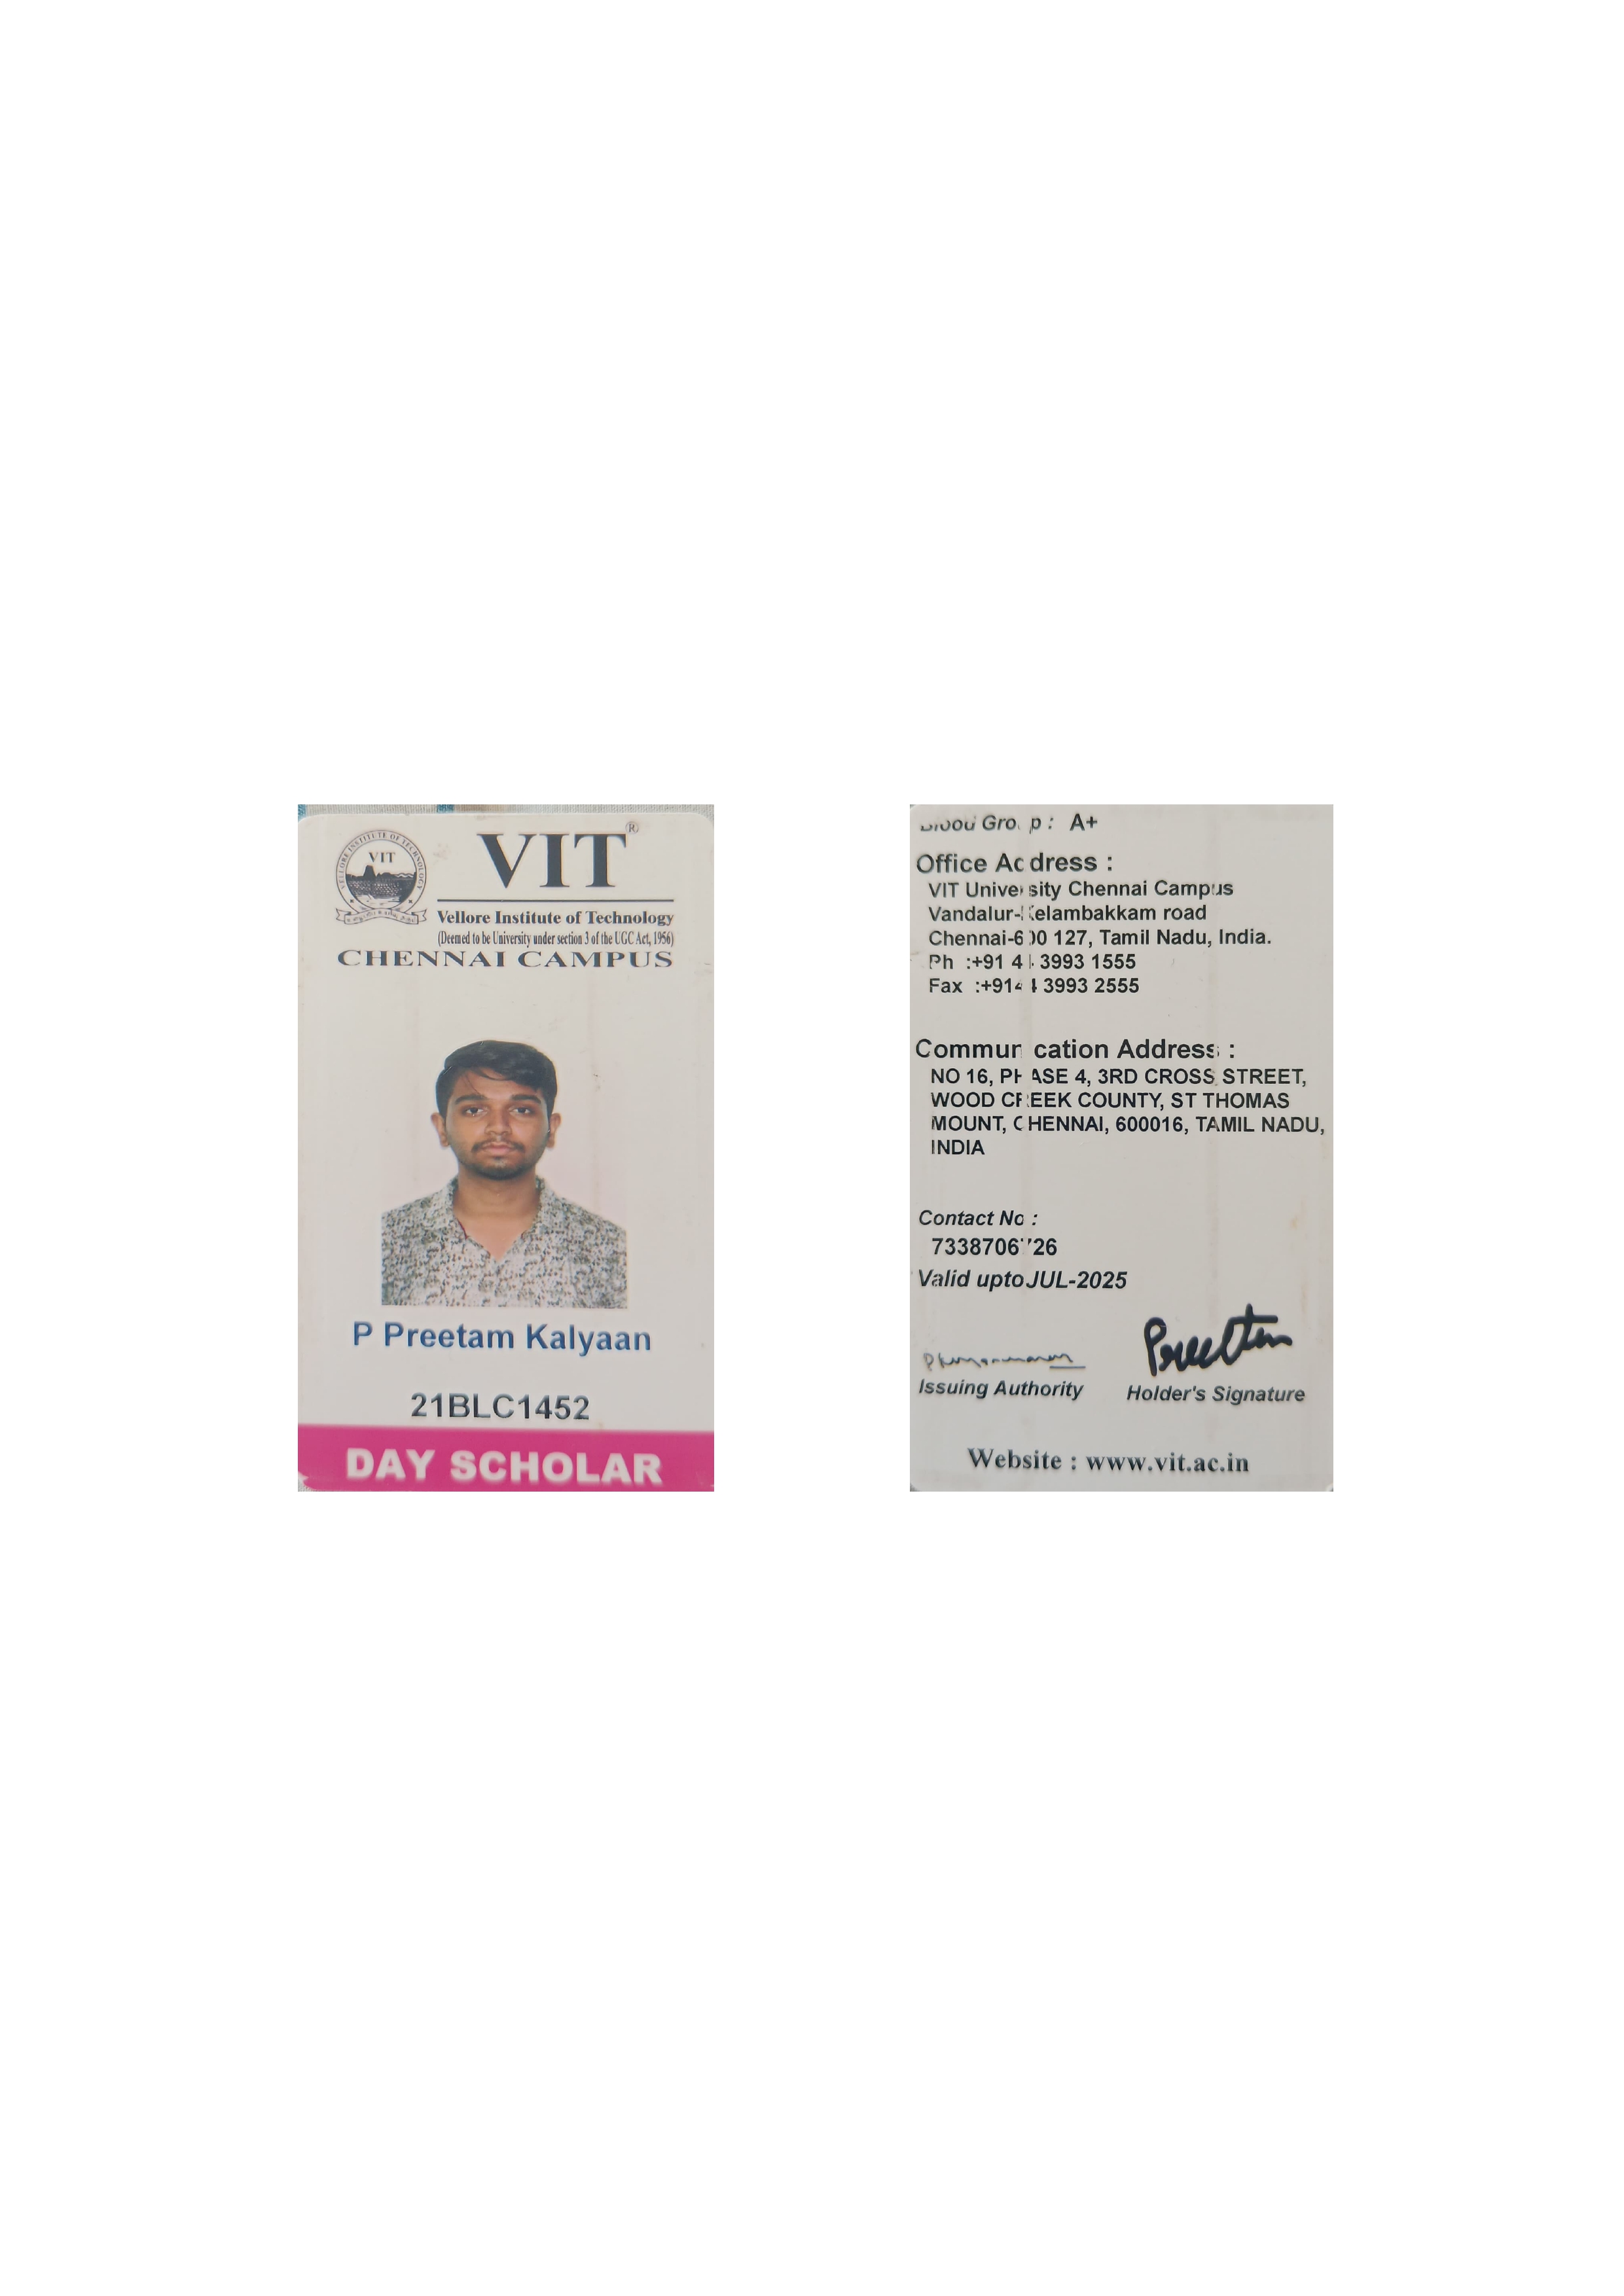 VIT®
VELLORE INSTITUTE OF TECHNOLOGY
VIT
Vellore Institute of Technology
(Deemed to be University under section 3 of the UGC Act, 1956)
CHENNAI CAMPUS
P Preetam Kalyaan
21BLC1452
DAY SCHOLAR
Blood Group : A+
Office Address :
VIT University Chennai Campus
Vandalur-Kelambakkam road
Chennai-600 127, Tamil Nadu, India.
Ph :+91 44 3993 1555
Fax :+9144 3993 2555
Communication Address :
NO 16, PHASE 4, 3RD CROSS STREET,
WOOD CREEK COUNTY, ST THOMAS
MOUNT, CHENNAI, 600016, TAMIL NADU,
INDIA
Contact No :
Valid upto JUL-2025
Preetam
Issuing Authority
Holder's Signature
Website : www.vit.ac.in